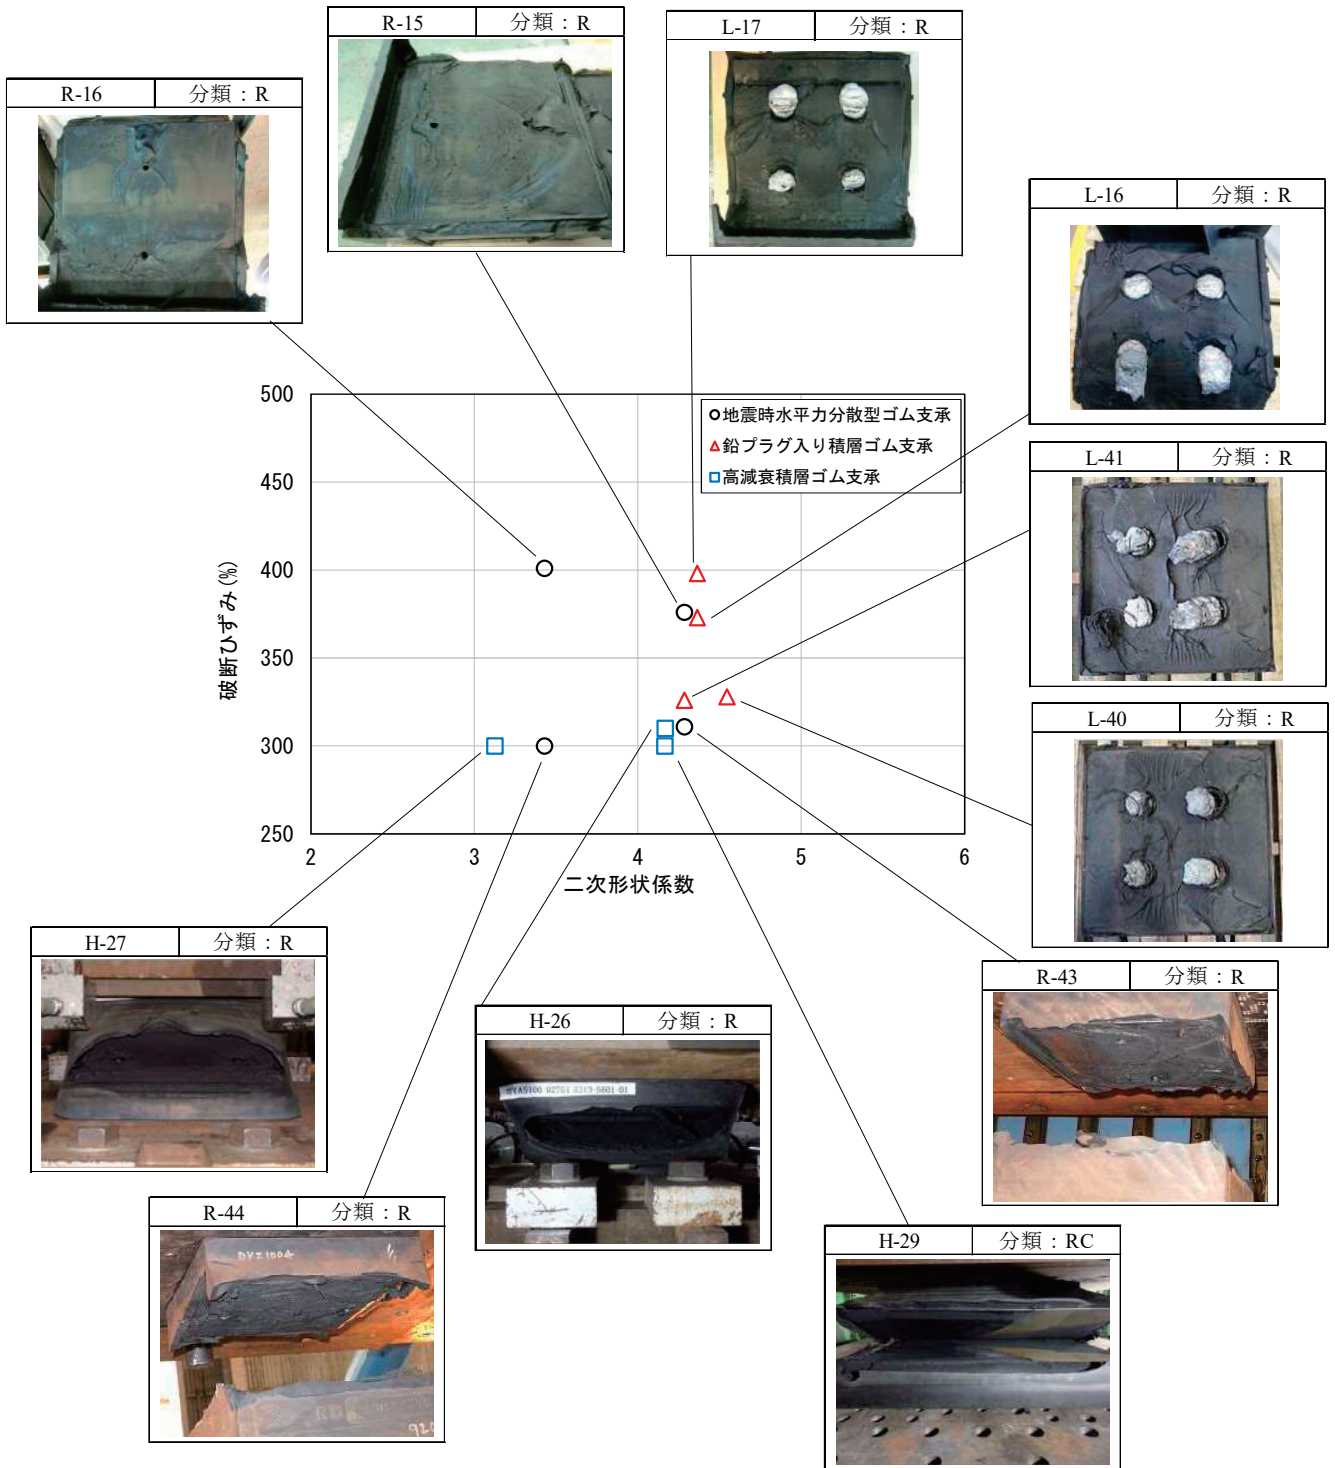 R-15 分類：R
L-17 分類：R
R-16 分類：R
L-16 分類：R
L-41 分類：R
L-40 分類：R
500
450
400
350
300
250
破断ひずみ(%)
地震時水平力分散型ゴム支承
鉛プラグ入り積層ゴム支承
高減衰積層ゴム支承
2 3 4 5 6
二次形状係数
H-27 分類：R
R-43 分類：R
H-26 分類：R
R-44 分類：R
DYZ1004
H-29 分類：RC